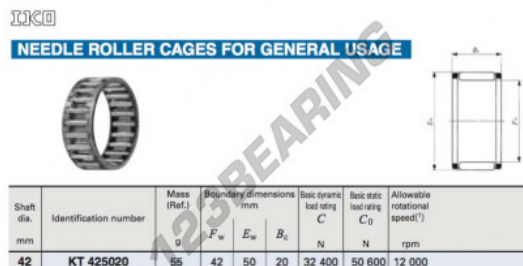 IKO
NEEDLE ROLLER CAGES FOR GENERAL USAGE
123BEARING
Shaft dia. mm
Identification number
Mass (Ref.) g
Boundary dimensions mm
Fw Ew Bc
Basic dynamic load rating C N
Basic static load rating C0 N
Allowable rotational speed(1) rpm
42 KT 425020 55 42 50 20 32 400 50 600 12 000